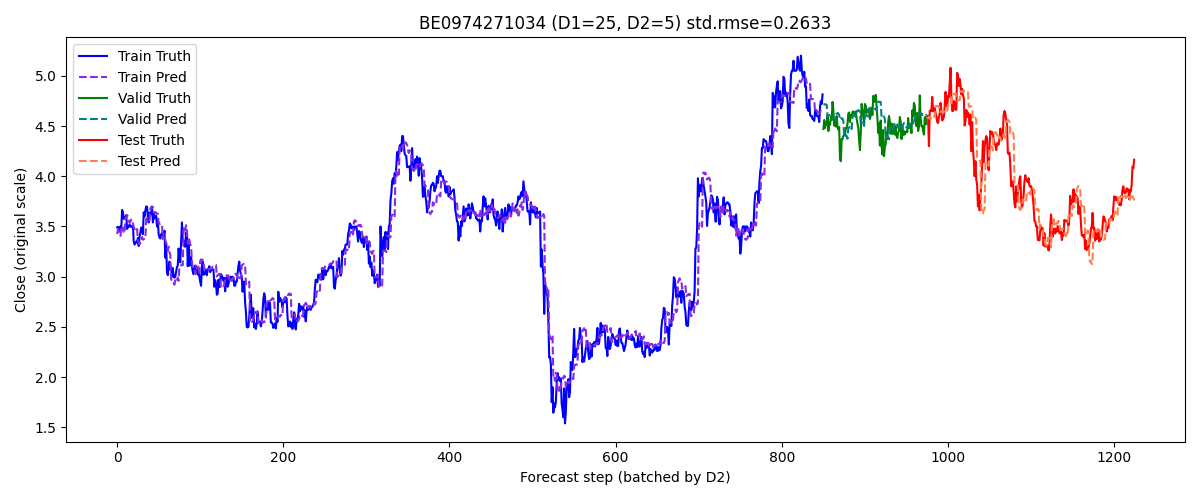 BE0974271034 (D1=25, D2=5) std.rmse=0.2633
Train Truth
Train Pred
Valid Truth
Valid Pred
Test Truth
Test Pred
Close (original scale)
5.0
4.5
4.0
3.5
3.0
2.5
2.0
1.5
0 200 400 600 800 1000 1200
Forecast step (batched by D2)